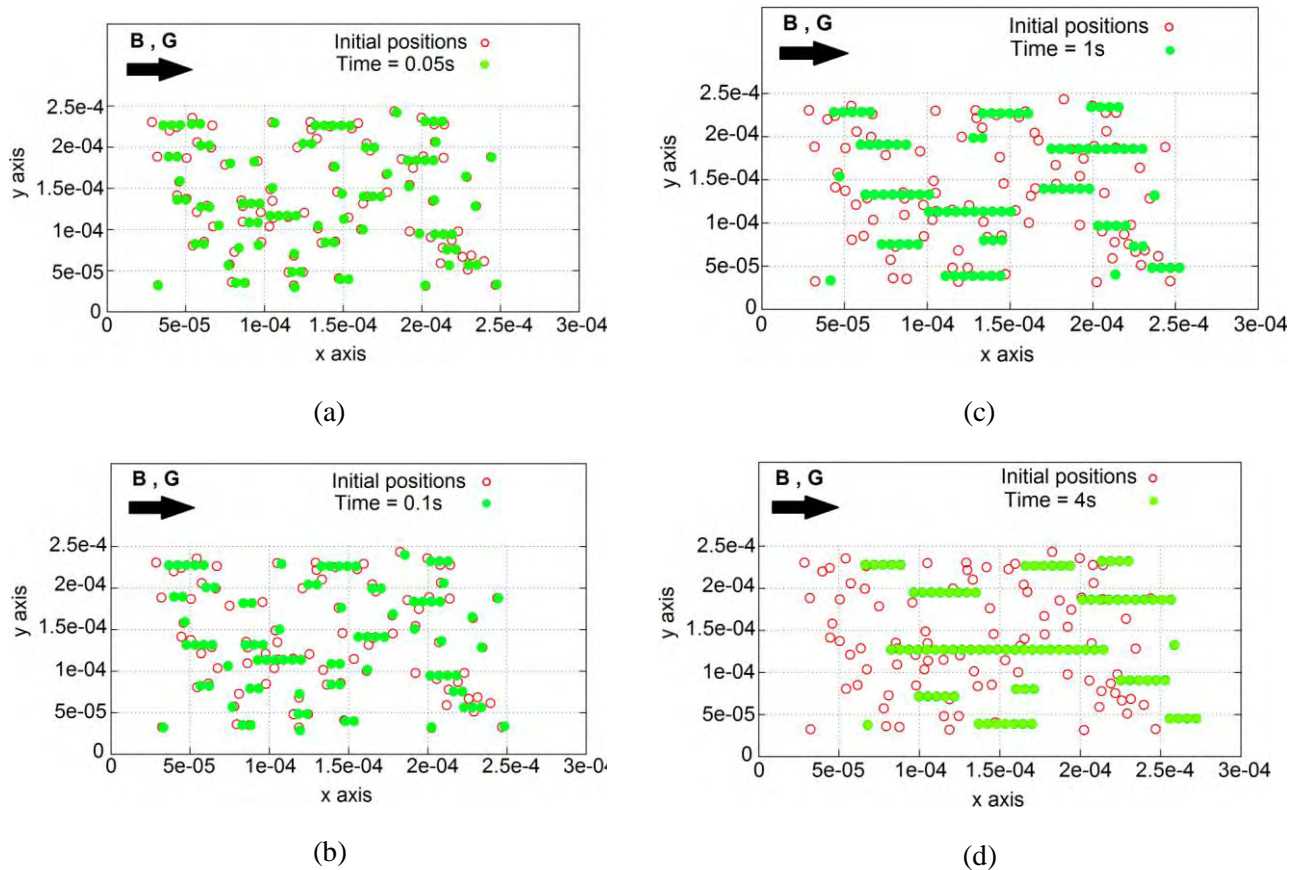 B , G
Initial positions
Time = 0.05s
2.5e-4
2e-04
1.5e-04
1e-04
5e-05
0
y axis
5e-05 1e-04 1.5e-04 2e-04 2.5e-04 3e-04
x axis
(a)
B , G
Initial positions
Time = 1s
2.5e-4
2e-04
1.5e-04
1e-04
5e-05
0
y axis
0 5e-05 1e-04 1.5e-04 2e-04 2.5e-04 3e-04
x axis
(c)
B , G
Initial positions
Time = 0.1s
2.5e-4
2e-04
1.5e-04
1e-04
5e-05
0
y axis
0 5e-05 1e-04 1.5e-04 2e-04 2.5e-04 3e-04
x axis
(b)
B , G
Initial positions
Time = 4s
2.5e-4
2e-04
1.5e-04
1e-04
5e-05
0
y axis
0 5e-05 1e-04 1.5e-04 2e-04 2.5e-04 3e-04
x axis
(d)